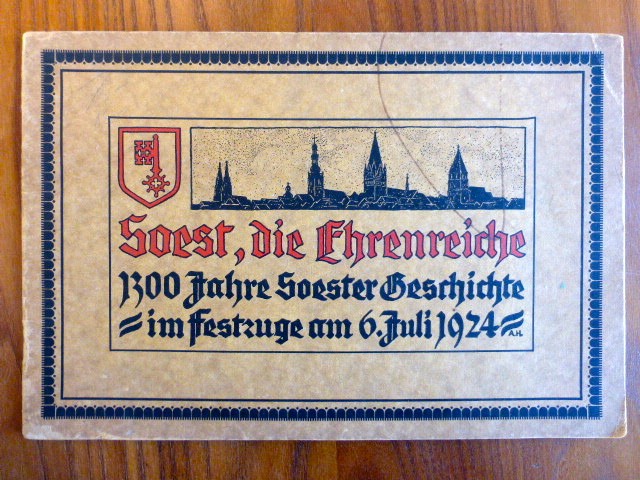 Soest, die Ehrenreiche
1300 Jahre Soester Geschichte
im Festzuge am 6. Juli 1924
A.H.